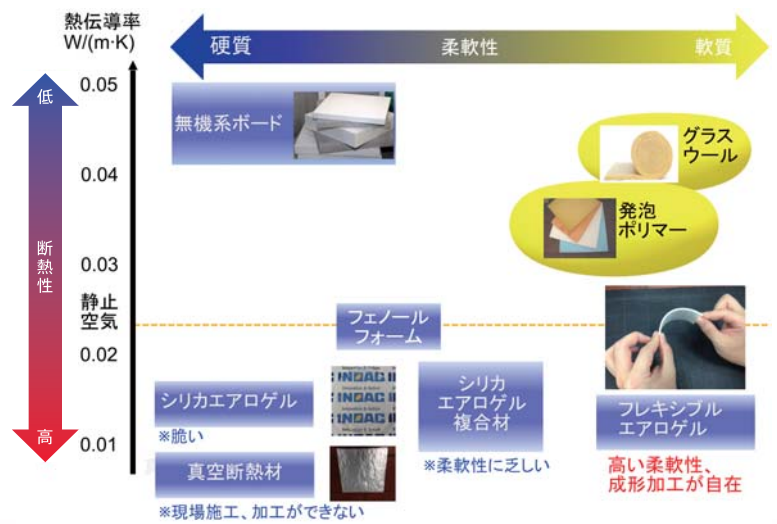 熱伝導率
W/(m·K)
硬質
柔軟性
軟質
低
断熱性
高
0.05
0.04
0.03
静止
空気
0.02
0.01
無機系ボード
グラス
ウール
発泡
ポリマー
フェノール
フォーム
シリカエアロゲル
※脆い
INOAC
INOAC
INOAC
シリカ
エアロゲル
複合材
※柔軟性に乏しい
フレキシブル
エアロゲル
高い柔軟性、
成形加工が自在
真空断熱材
※現場施工、加工ができない